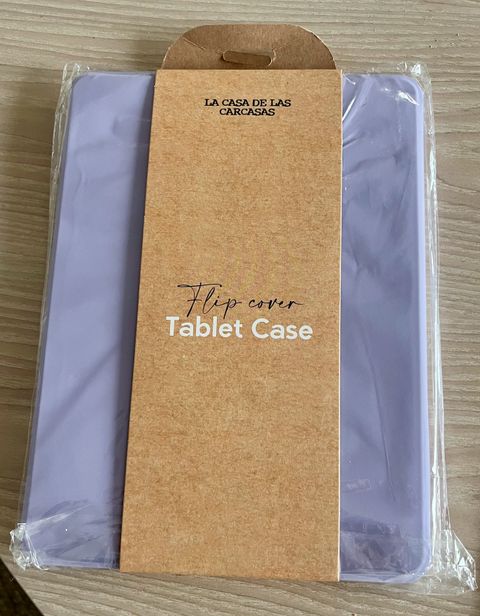 LA CASA DE LAS
CARCASAS
Flip cover
Tablet Case